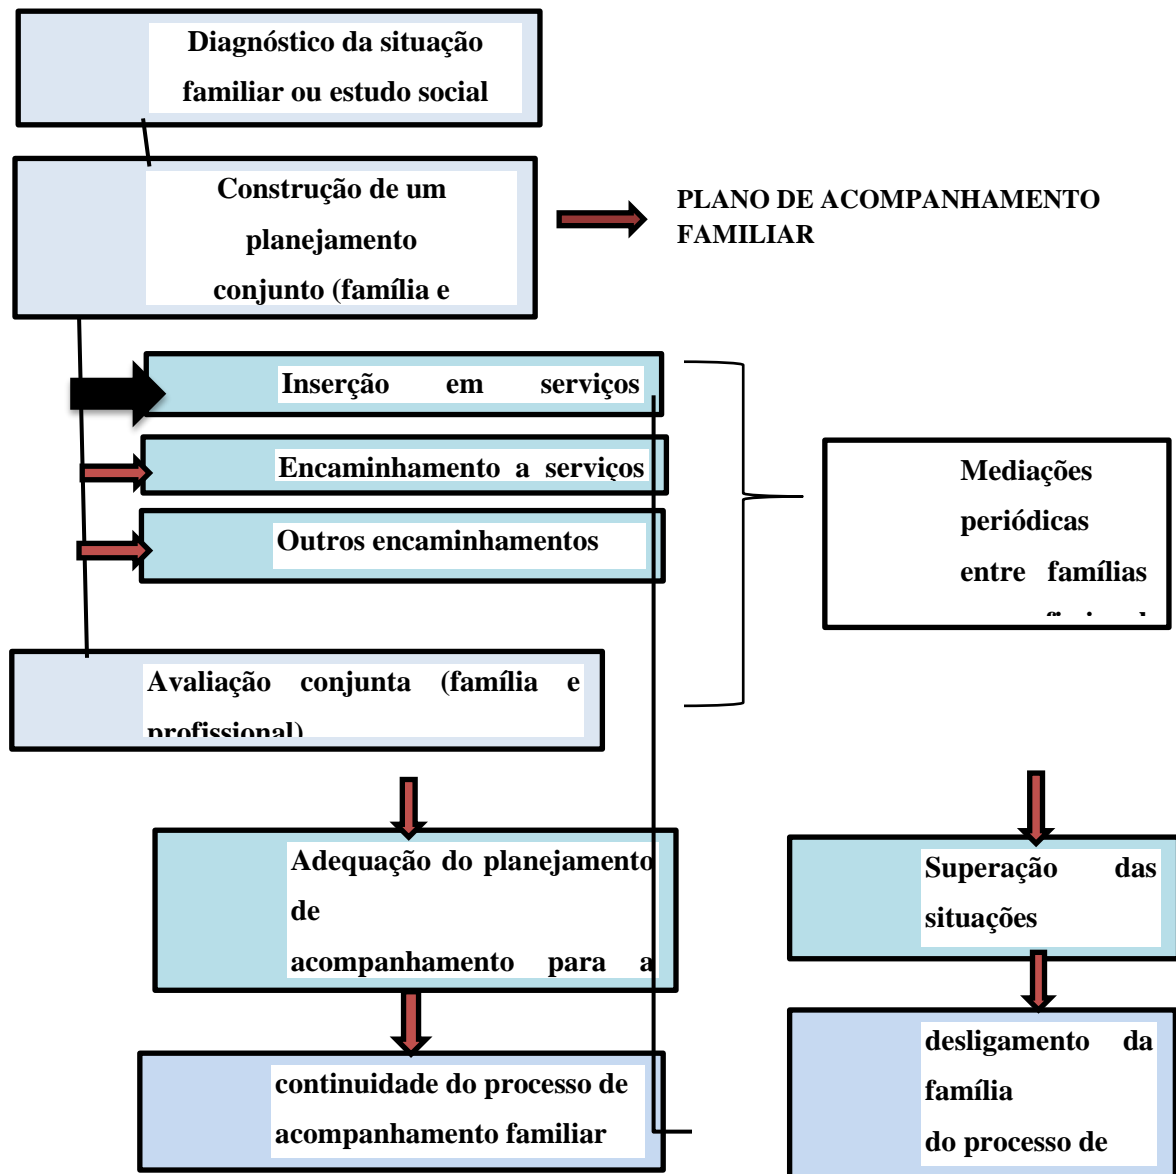 Diagnóstico da situação
familiar ou estudo social
Construção de um
planejamento
conjunto (família e
PLANO DE ACOMPANHAMENTO
FAMILIAR
Inserção em serviços
Encaminhamento a serviços
Outros encaminhamentos
Mediações
periódicas
entre famílias
Avaliação conjunta (família e
profissional)
Adequação do planejamento
de
acompanhamento para a
continuidade do processo de
acompanhamento familiar
Superação das
situações
desligamento da
família
do processo de